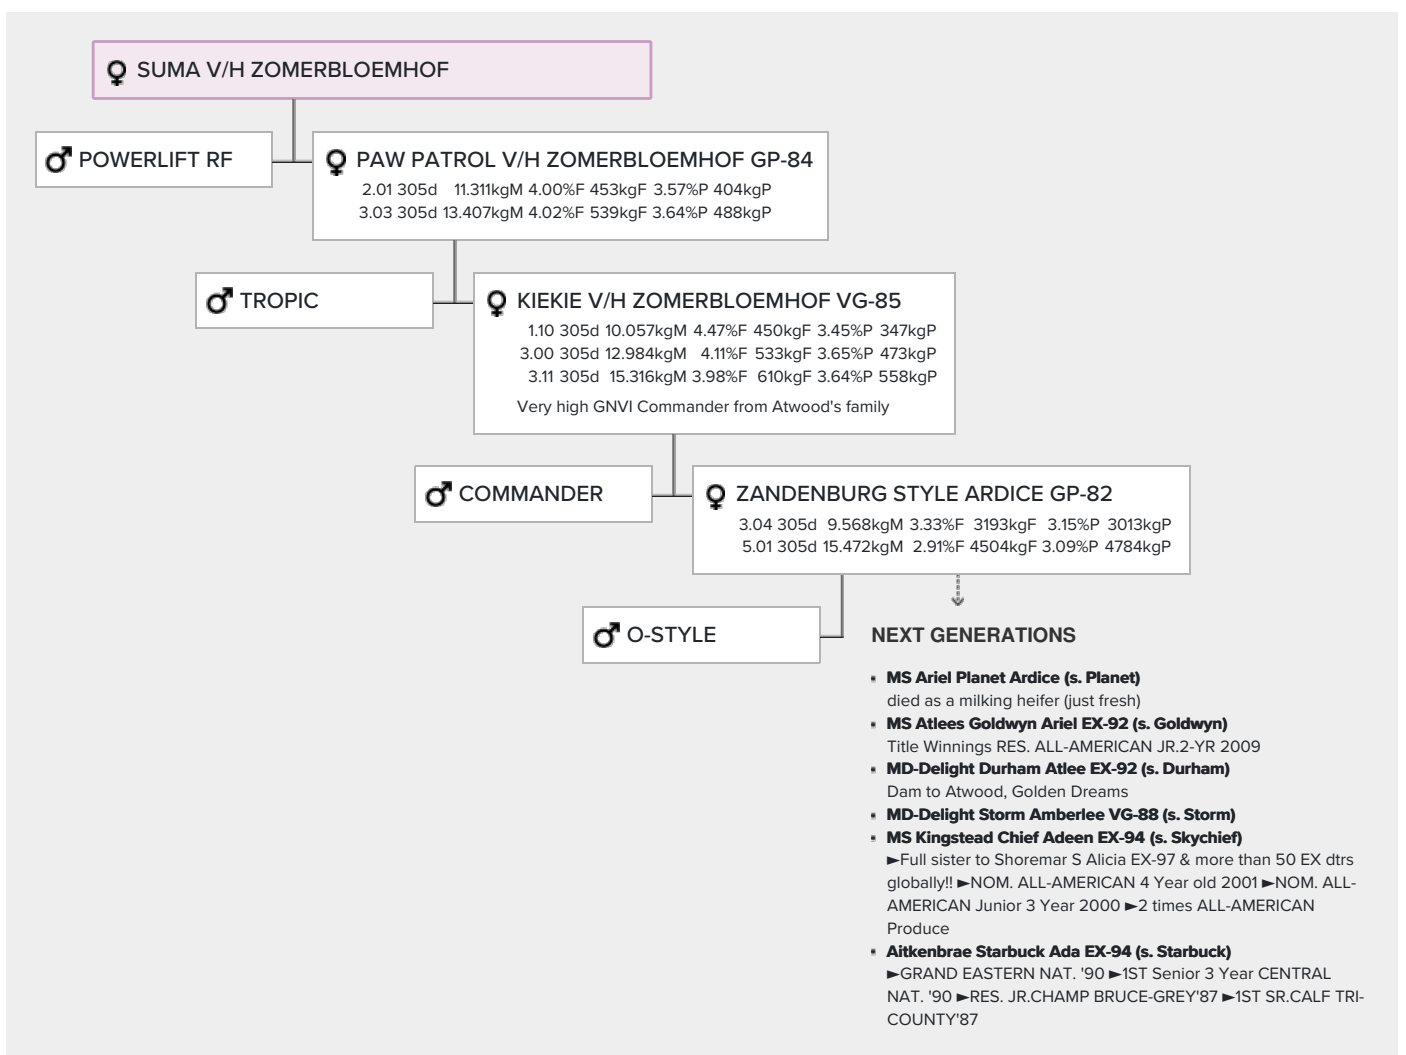 SUMA V/H ZOMERBLOEMHOF
POWERLIFT RF
PAW PATROL V/H ZOMERBLOEMHOF GP-84
2.01 305d 11.311kgM 4.00%F 453kgF 3.57%P 404kgP
3.03 305d 13.407kgM 4.02%F 539kgF 3.64%P 488kgP
TROPIC
KIEKIE V/H ZOMERBLOEMHOF VG-85
1.10 305d 10.057kgM 4.47%F 450kgF 3.45%P 347kgP
3.00 305d 12.984kgM 4.11%F 533kgF 3.65%P 473kgP
3.11 305d 15.316kgM 3.98%F 610kgF 3.64%P 558kgP
Very high GNVI Commander from Atwood's family
COMMANDER
ZANDENBURG STYLE ARDICE GP-82
3.04 305d 9.568kgM 3.33%F 3193kgF 3.15%P 3013kgP
5.01 305d 15.472kgM 2.91%F 4504kgF 3.09%P 4784kgP
O-STYLE
NEXT GENERATIONS
▪ MS Ariel Planet Ardice (s. Planet)
died as a milking heifer (just fresh)
▪ MS Atlees Goldwyn Ariel EX-92 (s. Goldwyn)
Title Winnings RES. ALL-AMERICAN JR.2-YR 2009
▪ MD-Delight Durham Atlee EX-92 (s. Durham)
Dam to Atwood, Golden Dreams
▪ MD-Delight Storm Amberlee VG-88 (s. Storm)
▪ MS Kingstead Chief Adeen EX-94 (s. Skychief)
►Full sister to Shoremar S Alicia EX-97 & more than 50 EX dtrs
globally!! ►NOM. ALL-AMERICAN 4 Year old 2001 ►NOM. ALL-
AMERICAN Junior 3 Year 2000 ►2 times ALL-AMERICAN
Produce
▪ Aitkenbrae Starbuck Ada EX-94 (s. Starbuck)
►GRAND EASTERN NAT. '90 ►1ST Senior 3 Year CENTRAL
NAT. '90 ►RES. JR.CHAMP BRUCE-GREY'87 ►1ST SR.CALF TRI-
COUNTY'87